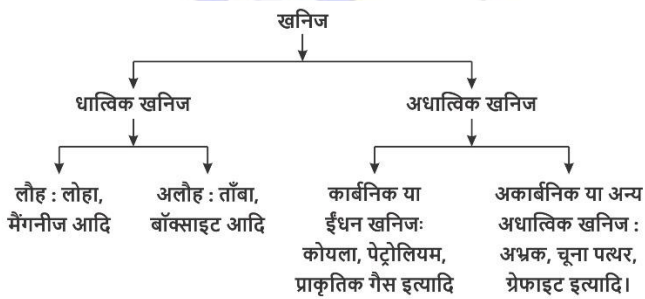 खनिज
धात्विक खनिज
अधात्विक खनिज
लौह : लोहा,
मैंगनीज आदि
अलौह : ताँबा,
बॉक्साइट आदि
कार्बनिक या
ईंधन खनिजः
कोयला, पेट्रोलियम,
प्राकृतिक गैस इत्यादि
अकार्बनिक या अन्य
अधात्विक खनिज :
अभ्रक, चूना पत्थर,
ग्रेफाइट इत्यादि।